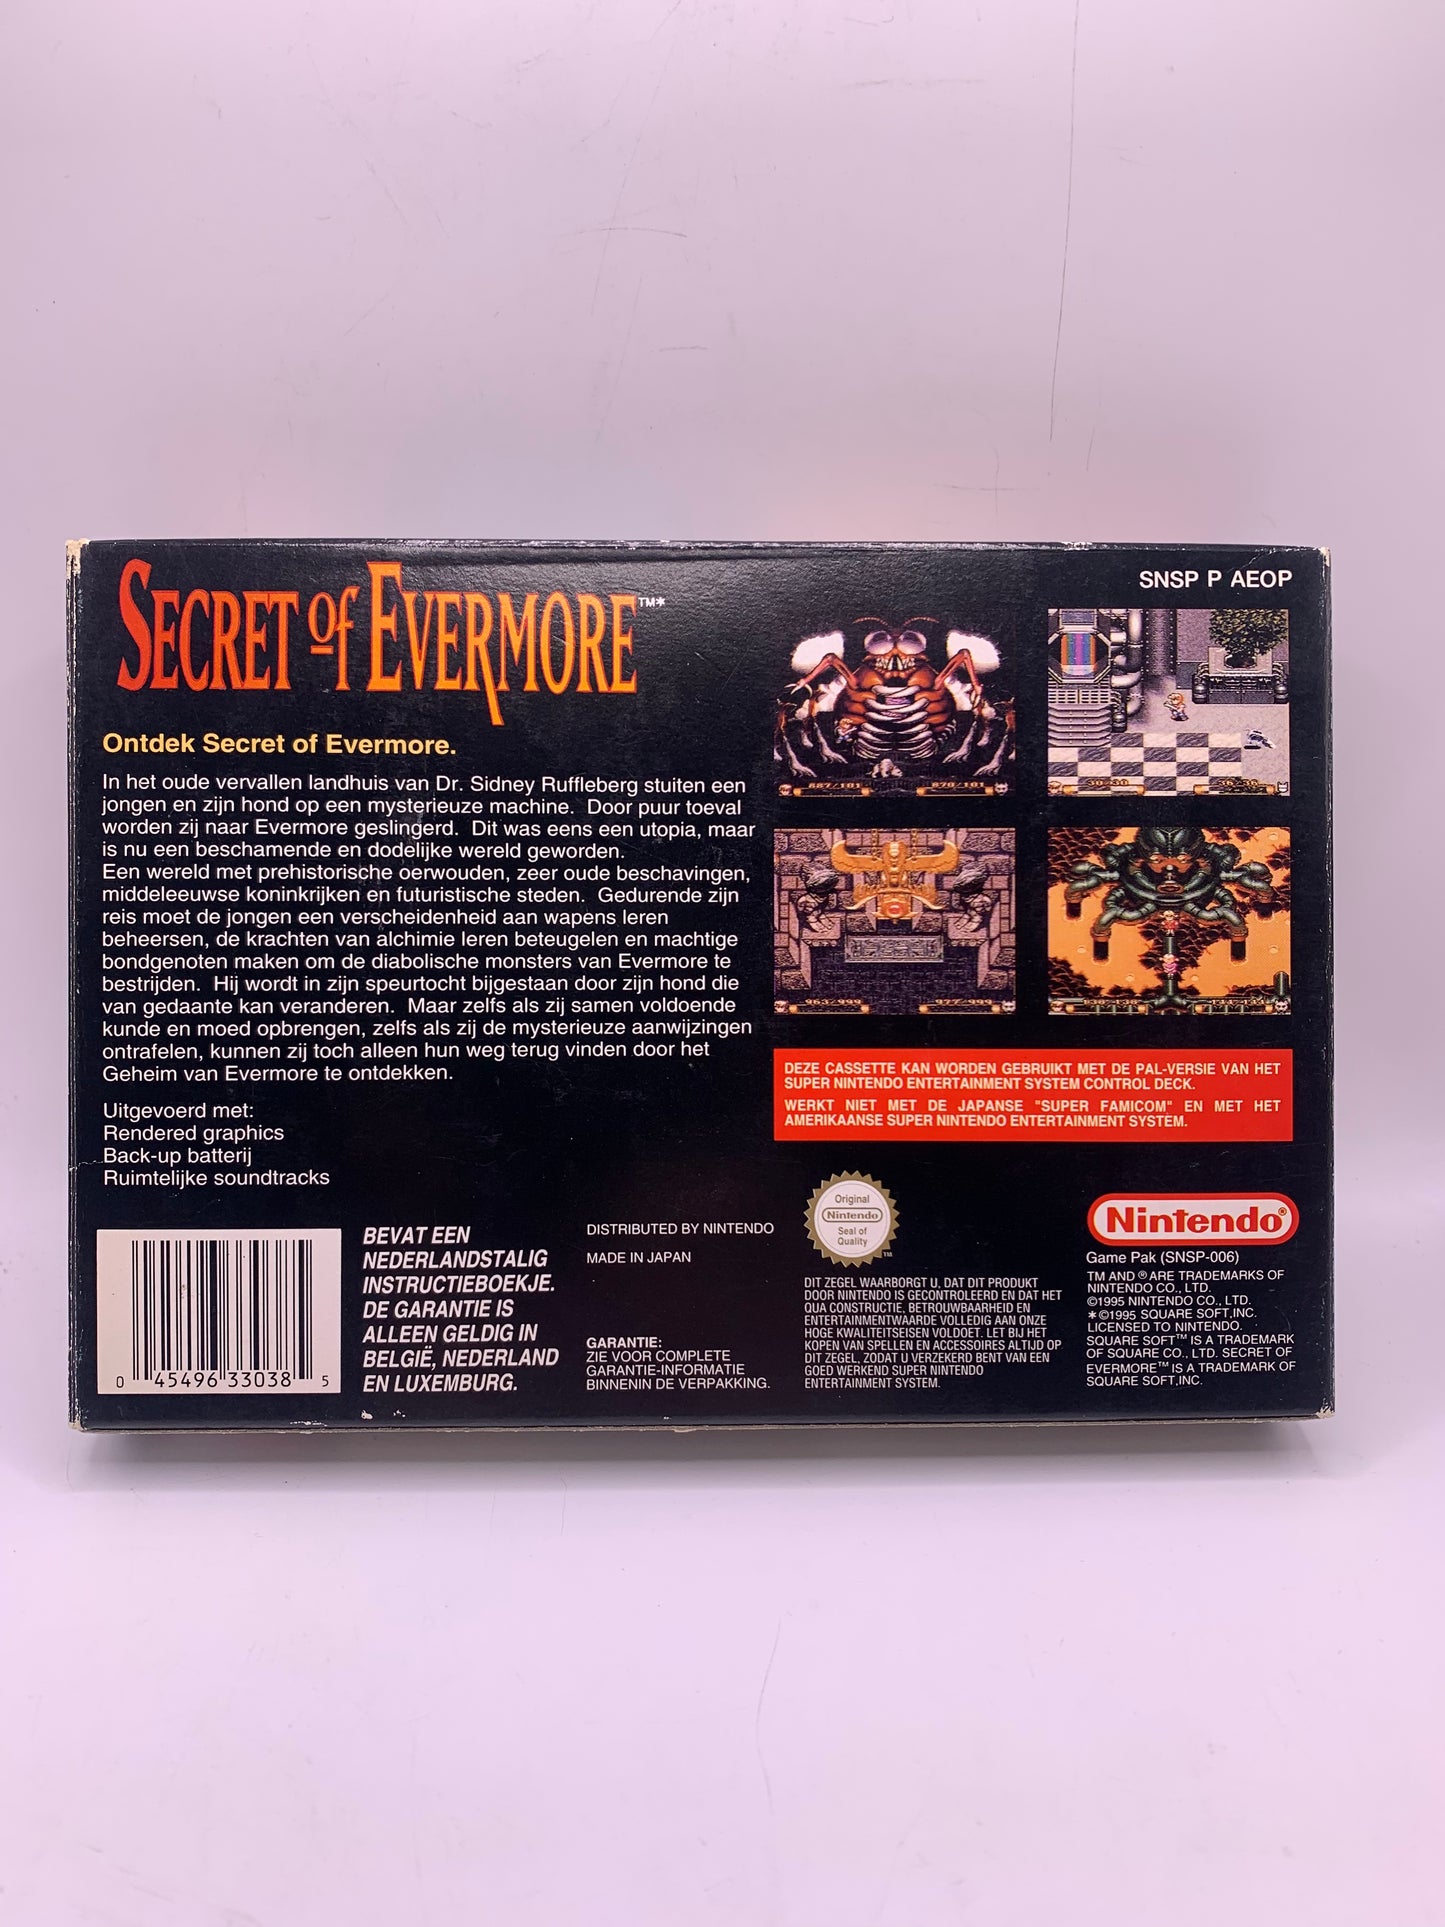 SECRET of EVERMORE™*
SNSP P AEOP
Ontdek Secret of Evermore.
In het oude vervallen landhuis van Dr. Sidney Ruffleberg stuiten een
jongen en zijn hond op een mysterieuze machine. Door puur toeval
worden zij naar Evermore geslingerd. Dit was eens een utopia, maar
is nu een beschamende en dodelijke wereld geworden.
Een wereld met prehistorische oerwouden, zeer oude beschavingen,
middeleeuwse koninkrijken en futuristische steden. Gedurende zijn
reis moet de jongen een verscheidenheid aan wapens leren
beheersen, de krachten van alchimie leren beteugelen en machtige
bondgenoten maken om de diabolische monsters van Evermore te
bestrijden. Hij wordt in zijn speurtocht bijgestaan door zijn hond die
van gedaante kan veranderen. Maar zelfs als zij samen voldoende
kunde en moed opbrengen, zelfs als zij de mysterieuze aanwijzingen
ontrafelen, kunnen zij toch alleen hun weg terug vinden door het
Geheim van Evermore te ontdekken.
Uitgevoerd met:
Rendered graphics
Back-up batterij
Ruimtelijke soundtracks
687/101 670/101
30/30 36/36
963/999 977/999
DEZE CASSETTE KAN WORDEN GEBRUIKT MET DE PAL-VERSIE VAN HET
SUPER NINTENDO ENTERTAINMENT SYSTEM CONTROL DECK.
WERKT NIET MET DE JAPANSE "SUPER FAMICOM" EN MET HET
AMERIKAANSE SUPER NINTENDO ENTERTAINMENT SYSTEM.
0 45496 33038 5
BEVAT EEN
NEDERLANDSTALIG
INSTRUCTIEBOEKJE.
DE GARANTIE IS
ALLEEN GELDIG IN
BELGIË, NEDERLAND
EN LUXEMBURG.
DISTRIBUTED BY NINTENDO
MADE IN JAPAN
GARANTIE:
ZIE VOOR COMPLETE
GARANTIE-INFORMATIE
BINNENIN DE VERPAKKING.
Original
Nintendo
Seal of
Quality
TM
DIT ZEGEL WAARBORGT U, DAT DIT PRODUKT
DOOR NINTENDO IS GECONTROLEERD EN DAT HET
QUA CONSTRUCTIE, BETROUWBAARHEID EN
ENTERTAINMENTWAARDE VOLLEDIG AAN ONZE
HOGE KWALITEITSEISEN VOLDOET. LET BIJ HET
KOPEN VAN SPELLEN EN ACCESSOIRES ALTIJD OP
DIT ZEGEL, ZODAT U VERZEKERD BENT VAN EEN
GOED WERKEND SUPER NINTENDO
ENTERTAINMENT SYSTEM.
Nintendo®
Game Pak (SNSP-006)
TM AND ® ARE TRADEMARKS OF
NINTENDO CO., LTD.
©1995 NINTENDO CO., LTD.
*©1995 SQUARE SOFT,INC.
LICENSED TO NINTENDO.
SQUARE SOFT™ IS A TRADEMARK
OF SQUARE CO., LTD. SECRET OF
EVERMORE™ IS A TRADEMARK OF
SQUARE SOFT,INC.